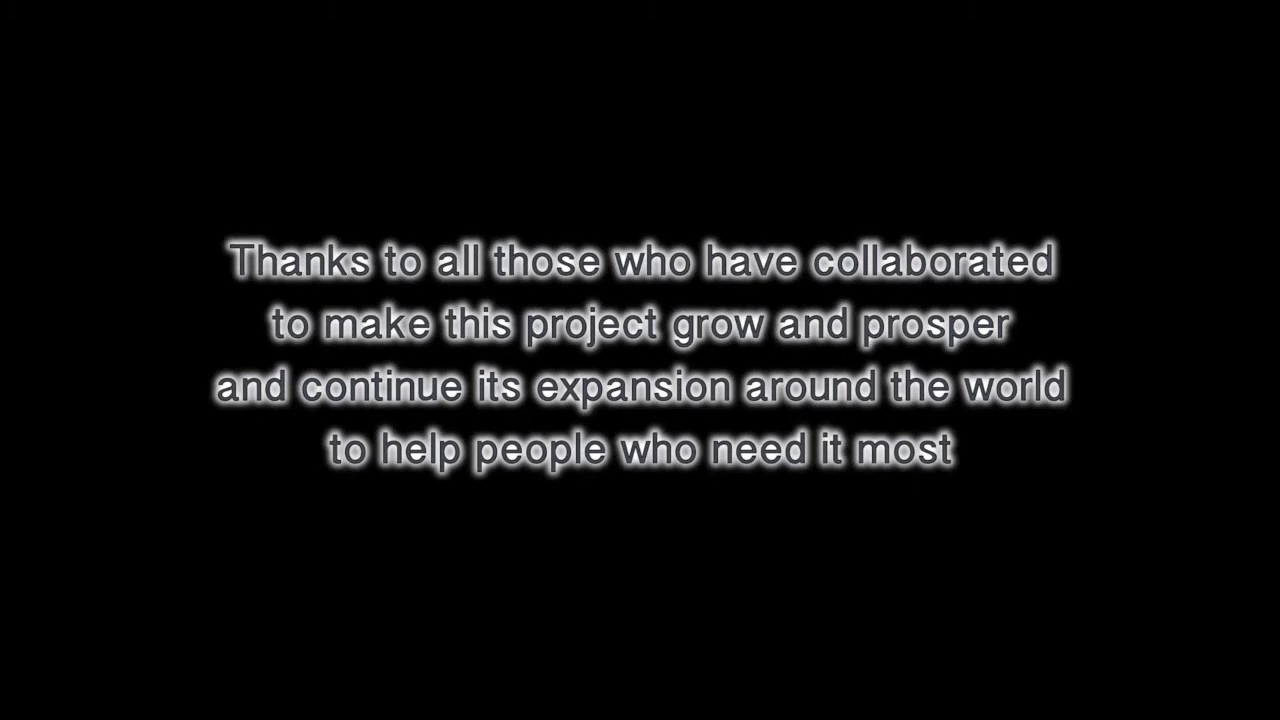 Thanks to all those who have collaborated
to make this project grow and prosper
and continue its expansion around the world
to help people who need it most